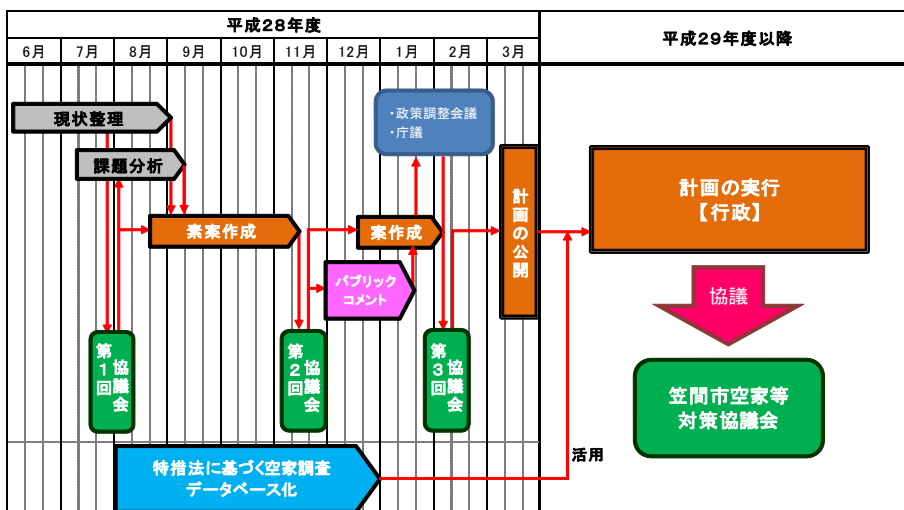 平成28年度
平成29年度以降
6月 7月 8月 9月 10月 11月 12月 1月 2月 3月
・政策調整会議
・庁議
現状整理
課題分析
素案作成
案作成
パブリック
コメント
計画の公開
計画の実行
【行政】
協議
第1回
協議会
第2回
協議会
第3回
協議会
笠間市空家等
対策協議会
特措法に基づく空家調査
データベース化
活用